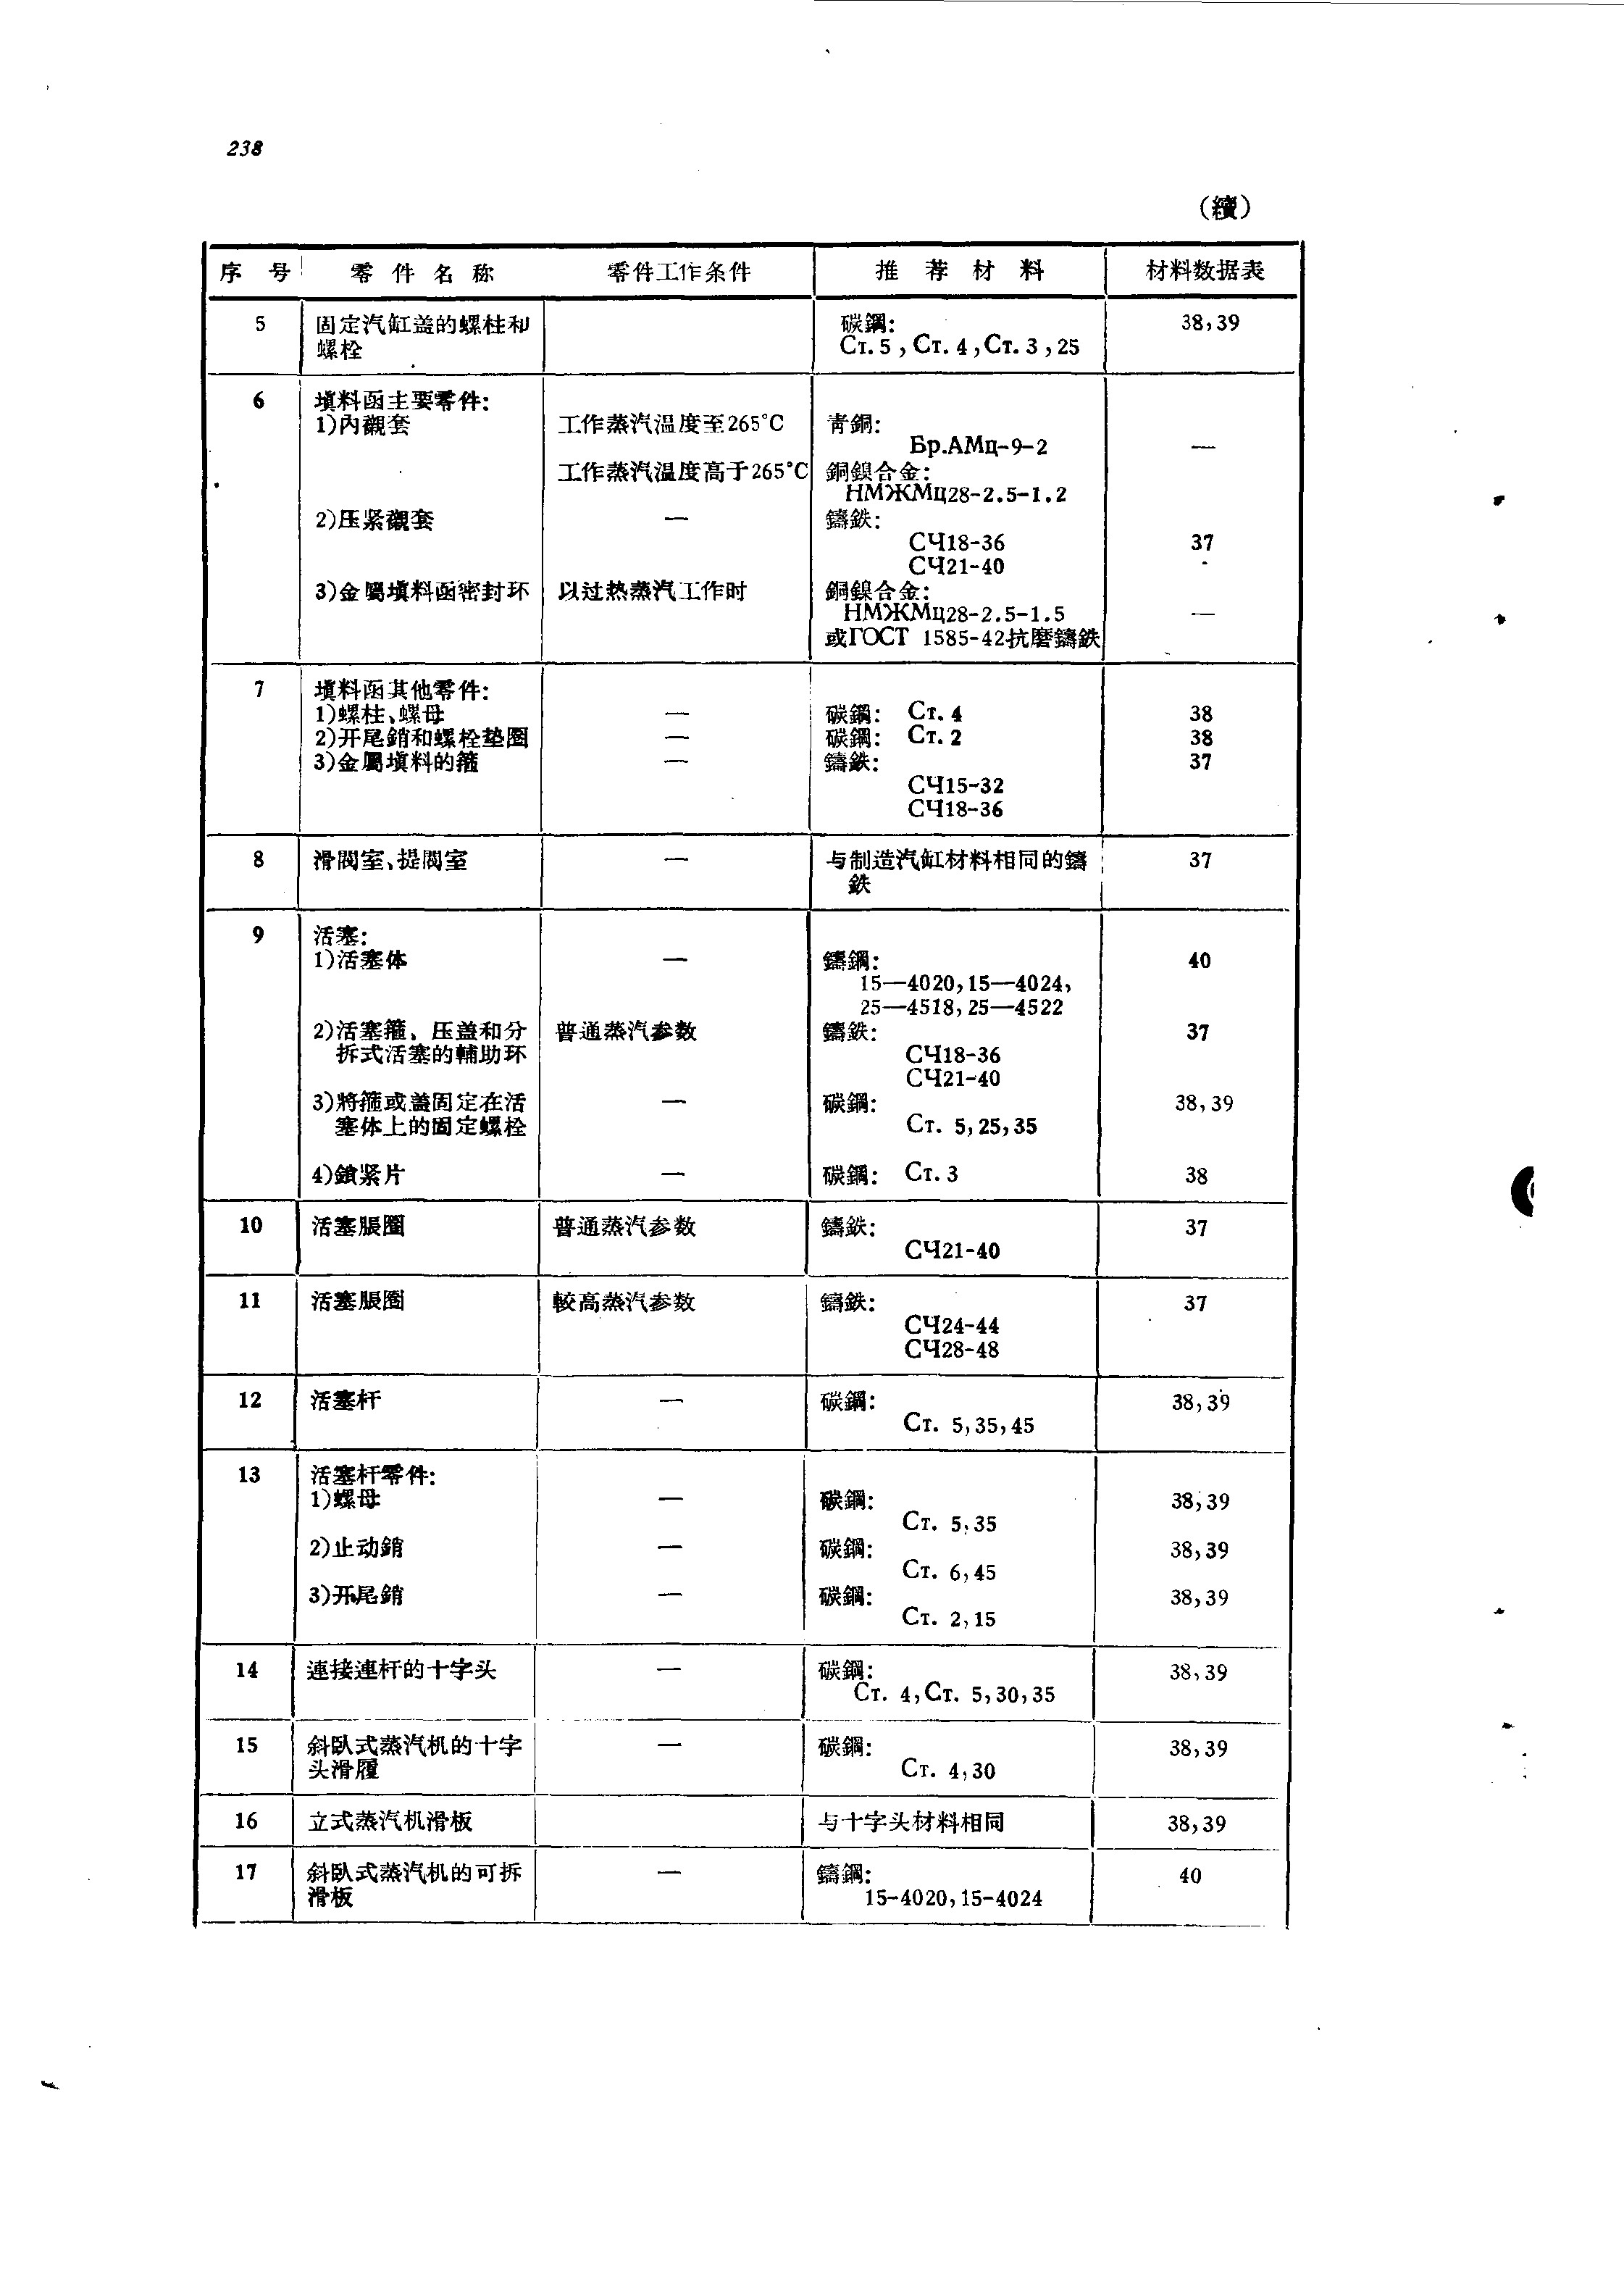 238
(續)
序 号 零 件 名 称 零件工作条件 推 荐 材 料 材料数据表
5 固定汽缸盖的螺柱和 碳鋼: 38,39
螺栓 Ст.5,Ст.4,Ст.3,25
6 填料函主要零件:
1)內襯套 工作蒸汽温度至265°C 靑銅:
Бр.АМц-9-2 —
工作蒸汽温度高于265°C 銅鎳合金:
НМЖМц28-2.5-1.2
2)压紧襯套 — 鑄鉄:
СЧ18-36 37
СЧ21-40
3)金屬填料函密封环 以过热蒸汽工作时 銅鎳合金:
НМЖМц28-2.5-1.5 —
或ГОСТ 1585-42抗磨鑄鉄
7 填料函其他零件:
1)螺柱、螺母 — 碳鋼: Ст.4 38
2)开尾銷和螺栓墊圈 — 碳鋼: Ст.2 38
3)金屬填料的箍 — 鑄鉄: 37
СЧ15-32
СЧ18-36
8 滑閥室、提閥室 — 与制造汽缸材料相同的鑄 37
鉄
9 活塞:
1)活塞体 — 鑄鋼: 40
15—4020,15—4024,
25—4518,25—4522
2)活塞箍、压盖和分 普通蒸汽参数 鑄鉄: 37
拆式活塞的輔助环 СЧ18-36
СЧ21-40
3)將箍或盖固定在活 — 碳鋼: 38,39
塞体上的固定螺栓 Ст. 5,25,35
4)鎖紧片 — 碳鋼: Ст.3 38
10 活塞脹圈 普通蒸汽参数 鑄鉄: 37
СЧ21-40
11 活塞脹圈 較高蒸汽参数 鑄鉄: 37
СЧ24-44
СЧ28-48
12 活塞杆 — 碳鋼: 38,39
Ст. 5,35,45
13 活塞杆零件:
1)螺母 — 碳鋼: 38,39
Ст. 5,35
2)止动銷 — 碳鋼: 38,39
Ст. 6,45
3)开尾銷 — 碳鋼: 38,39
Ст. 2,15
14 連接連杆的十字头 — 碳鋼: 38,39
Ст. 4,Ст. 5,30,35
15 斜臥式蒸汽机的十字 — 碳鋼: 38,39
头滑履 Ст. 4,30
16 立式蒸汽机滑板 与十字头材料相同 38,39
17 斜臥式蒸汽机的可拆 — 鑄鋼: 40
滑板 15-4020,15-4024